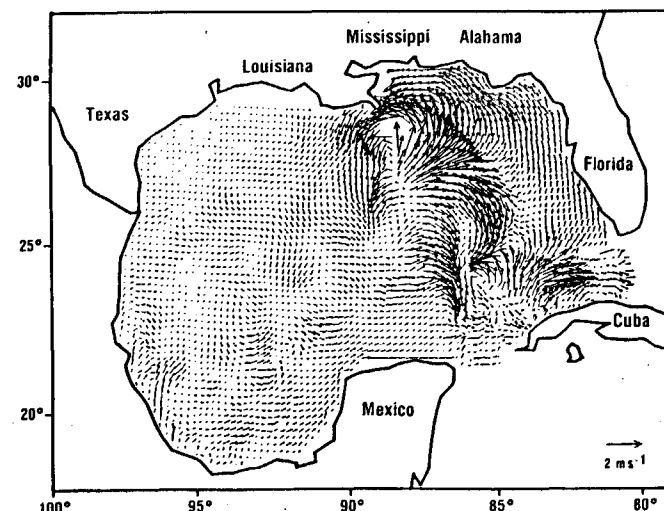 Mississippi Alahama
Louisiana
30°
Texas
Florida
25°
Cuba
20°
Mexico
2 ms⁻¹
100° 95° 90° 85° 80°